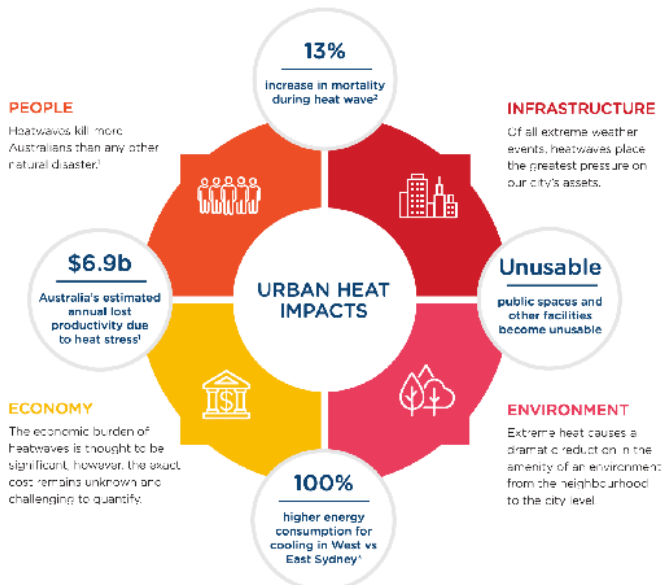 13%
increase in mortality
during heat wave²
PEOPLE
Heatwaves kill more
Australians than any other
natural disaster.¹
INFRASTRUCTURE
Of all extreme weather
events, heatwaves place
the greatest pressure on
our city's assets.
$6.9b
Australia's estimated
annual lost
productivity due
to heat stress¹
URBAN HEAT
IMPACTS
Unusable
public spaces and
other facilities
become unusable
ECONOMY
The economic burden of
heatwaves is thought to be
significant, however, the exact
cost remains unknown and
challenging to quantify.
ENVIRONMENT
Extreme heat causes a
dramatic reduction in the
amenity of an environment
from the neighbourhood
to the city level.
100%
higher energy
consumption for
cooling in West vs
East Sydney